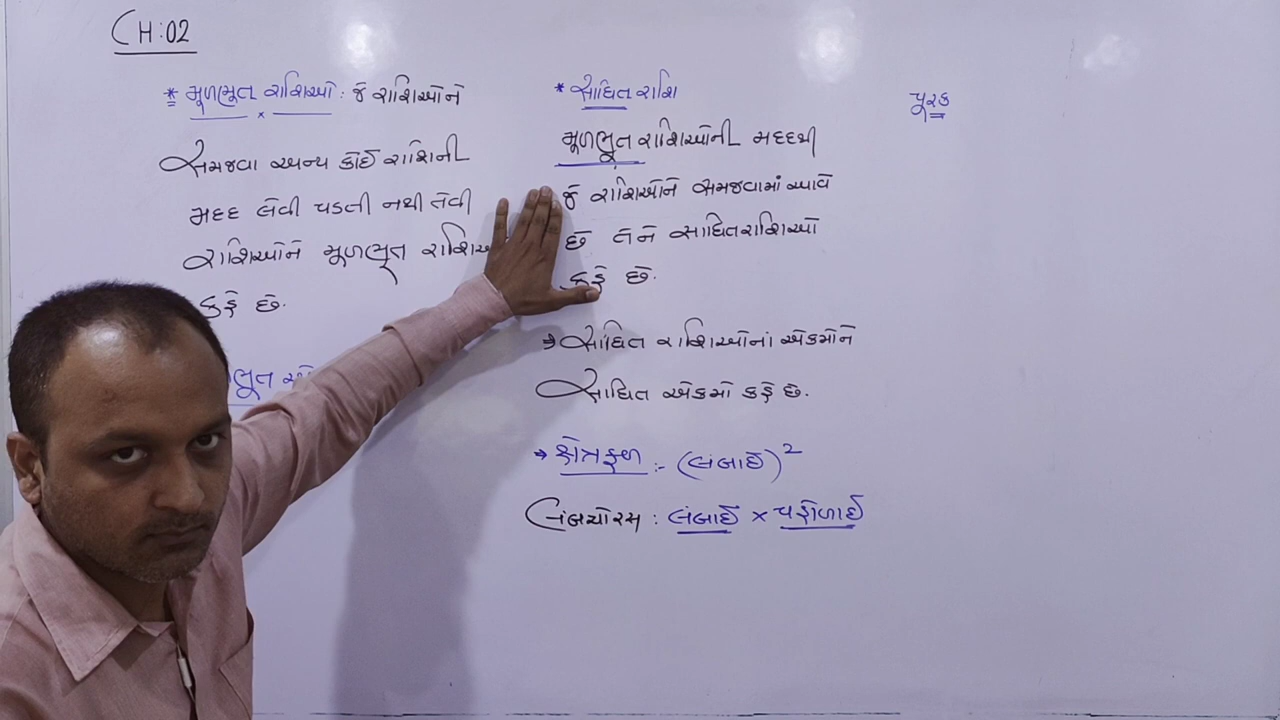 CH:02
* મૂળભૂત રાશિઓ : જે રાશિઓને
સમજવા અન્ય કોઈ રાશિની
મદદ લેવી પડતી નથી તેવી
રાશિઓને મૂળભૂત
કહે છે.
* સાધિત રાશિ
મૂળભૂત રાશિઓની મદદથી
જે રાશિઓને સમજવામાં આવે
છે તેને સાધિત રાશિઓ
કહે છે.
→ સાધિત રાશિઓનાં એકમોને
સાધિત એકમો કહે છે.
→ ક્ષેત્રફળ :- (લંબાઈ)²
લંબચોરસ : લંબાઈ × પહોળાઈ
પૂરક